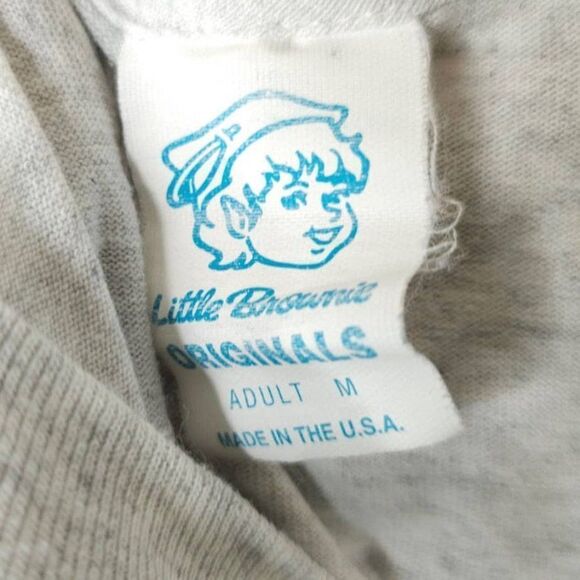 Little Brownie
ORIGINALS
ADULT M
MADE IN THE U.S.A.